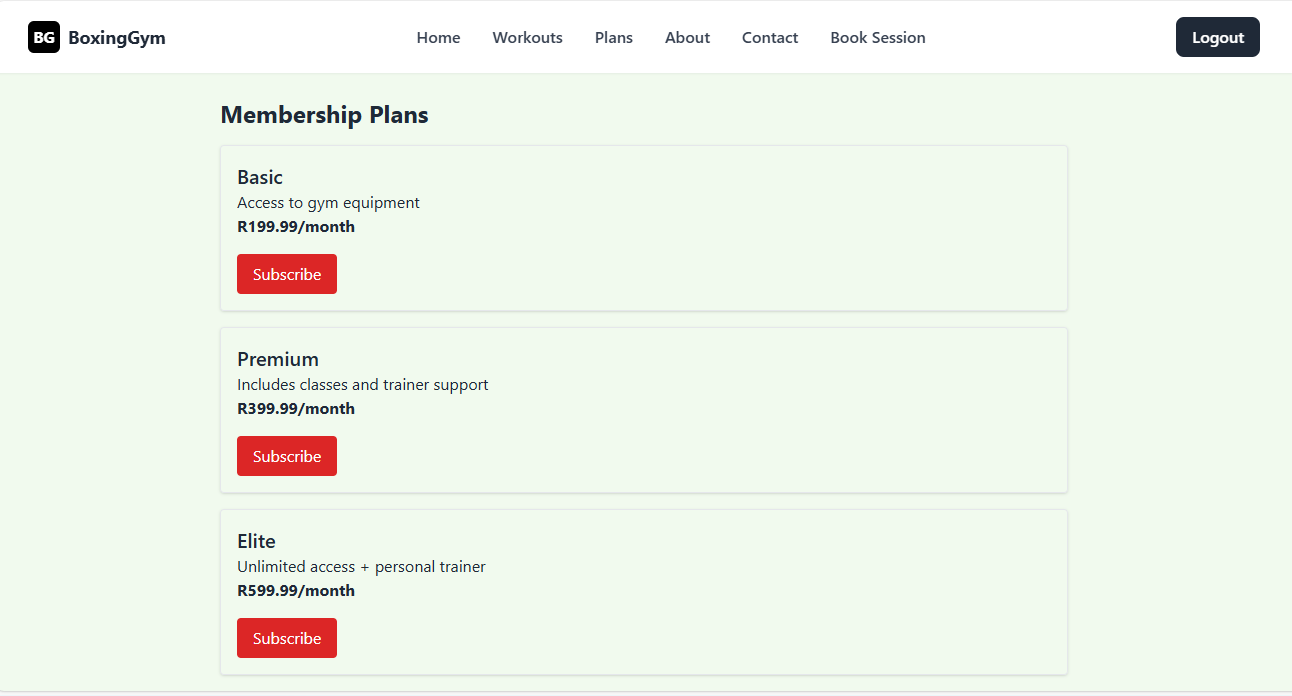 BG BoxingGym Home Workouts Plans About Contact Book Session Logout
Membership Plans
Basic
Access to gym equipment
R199.99/month
Subscribe
Premium
Includes classes and trainer support
R399.99/month
Subscribe
Elite
Unlimited access + personal trainer
R599.99/month
Subscribe